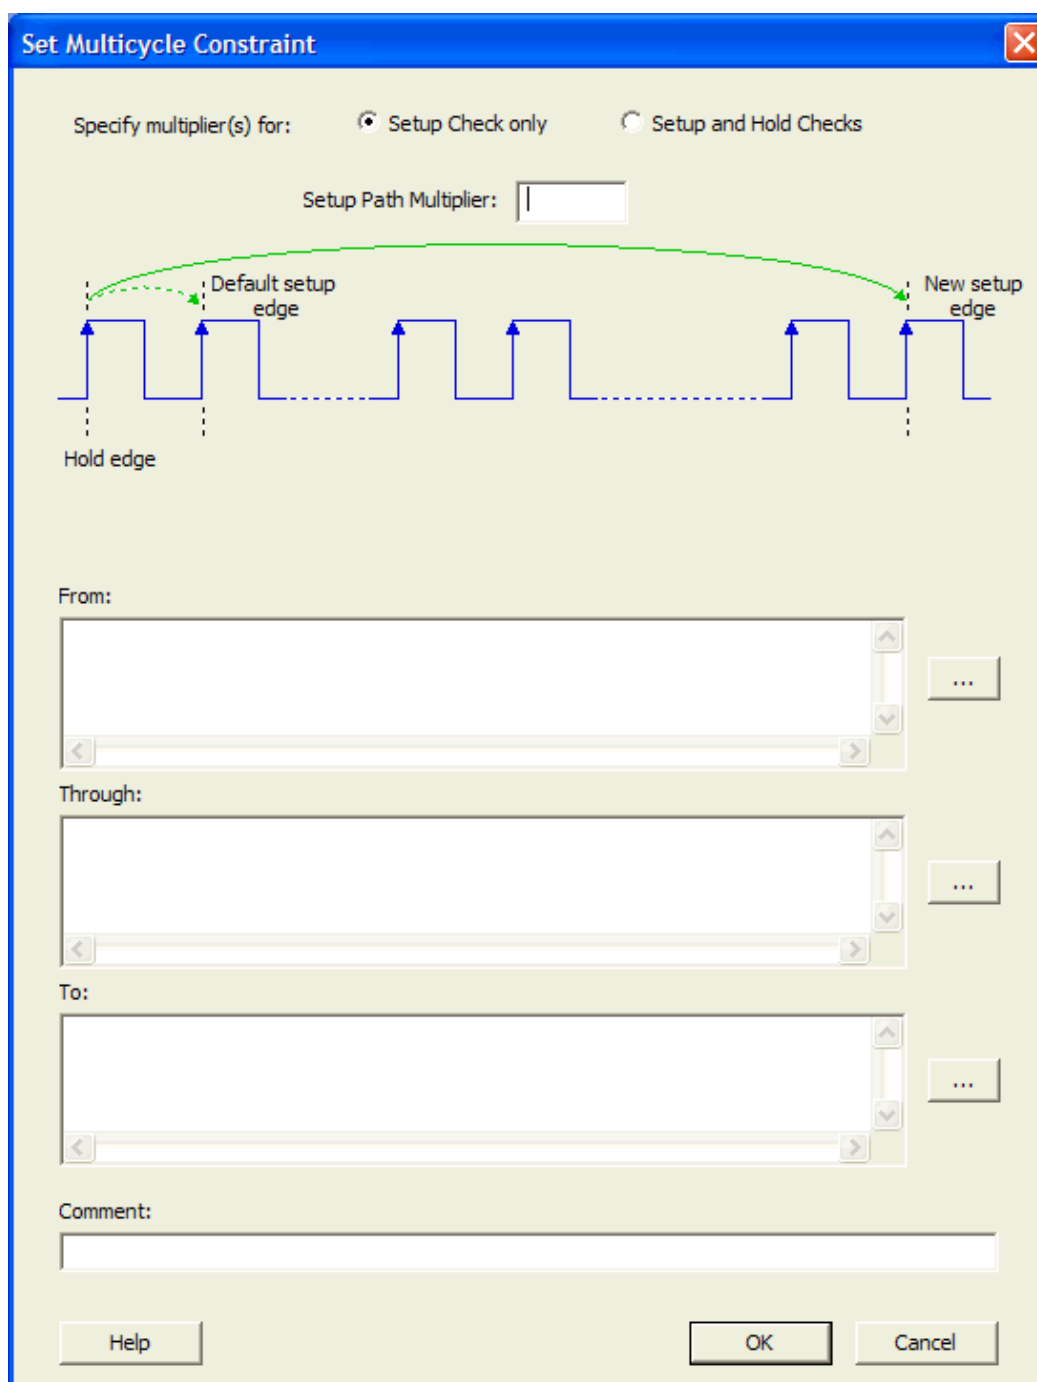 Set Multicycle Constraint
Specify multiplier(s) for: Setup Check only Setup and Hold Checks
Setup Path Multiplier:
Default setup
edge
New setup
edge
Hold edge
From:
...
Through:
...
To:
...
Comment:
Help OK Cancel